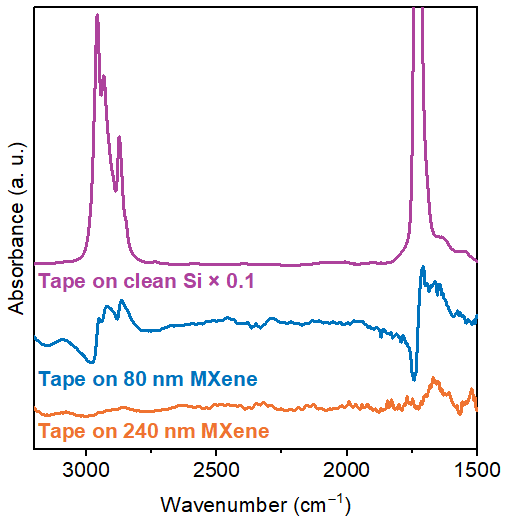 Absorbance (a. u.)
Tape on clean Si × 0.1
Tape on 80 nm MXene
Tape on 240 nm MXene
3000 2500 2000 1500
Wavenumber (cm⁻¹)